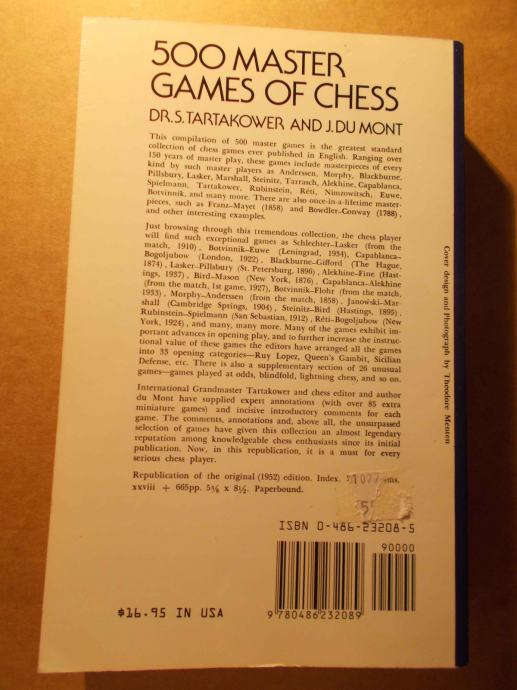 500 MASTER
GAMES OF CHESS
DR. S. TARTAKOWER AND J. DU MONT
This compilation of 500 master games is the greatest standard
collection of chess games ever published in English. Ranging over
150 years of master play, these games include masterpieces of every
kind by such master players as Anderssen, Morphy, Blackburne,
Pillsbury, Lasker, Marshall, Steinitz, Tarrasch, Alekhine, Capablanca,
Spielmann, Tartakower, Rubinstein, Réti, Nimzowitsch, Euwe,
Botvinnik, and many more. There are also once-in-a-lifetime master-
pieces, such as Franz-Mayet (1858) and Bowdler-Conway (1788),
and other interesting examples.
Just browsing through this tremendous collection, the chess player
will find such exceptional games as Schlechter-Lasker (from the
match, 1910), Botvinnik-Euwe (Leningrad, 1934), Capablanca-
Bogoljubow (London, 1922), Blackburne-Gifford (The Hague,
1874), Lasker-Pillsbury (St. Petersburg, 1896), Alekhine-Fine (Hast-
ings, 1937), Bird-Mason (New York, 1876), Capablanca-Alekhine
(from the match, 1st game, 1927), Botvinnik-Flohr (from the match,
1933), Morphy-Anderssen (from the match, 1858), Janowski-Mar-
shall (Cambridge Springs, 1904), Steinitz-Bird (Hastings, 1895),
Rubinstein-Spielmann (San Sebastian, 1912), Réti-Bogoljubow (New
York, 1924), and many, many more. Many of the games exhibit im-
portant advances in opening play, and to further increase the instruc-
tional value of these games the editors have arranged all the games
into 33 opening categories—Ruy Lopez, Queen's Gambit, Sicilian
Defense, etc. There is also a supplementary section of 26 unusual
games—games played at odds, blindfold, lightning chess, and so on.
International Grandmaster Tartakower and chess editor and author
du Mont have supplied expert annotations (with over 85 extra
miniature games) and incisive introductory comments for each
game. The comments, annotations and, above all, the unsurpassed
selection of games have given this collection an almost legendary
reputation among knowledgeable chess enthusiasts since its initial
publication. Now, in this republication, it is a must for every
serious chess player.
Republication of the original (1952) edition. Index.
xxviii + 665pp. 5⅜ x 8½. Paperbound.
ISBN 0-486-23208-5
90000
9 780486 232089
$16.95 IN USA
Cover design and Photograph by Theodore Menten